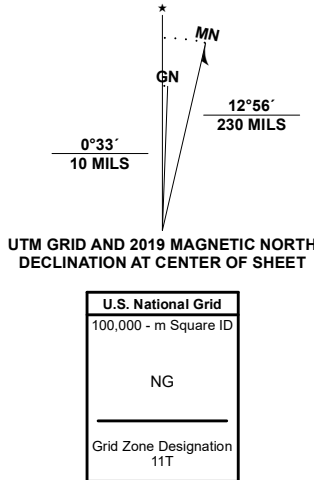 ★
MN
GN
12°56´
230 MILS
0°33´
10 MILS
UTM GRID AND 2019 MAGNETIC NORTH
DECLINATION AT CENTER OF SHEET
U.S. National Grid
100,000 - m Square ID
NG
Grid Zone Designation
11T